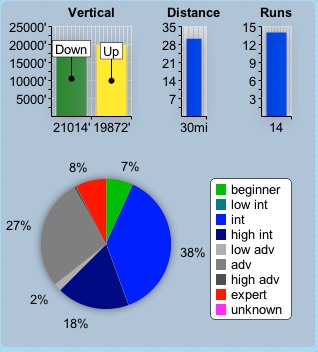 Vertical Distance Runs
25000' 35 15
20000' 28 12
15000' 21 9
10000' 14 6
5000' 7 3
Down Up
21014' 19872' 30mi 14
8% 7%
27% 38%
2%
18%
beginner
low int
int
high int
low adv
adv
high adv
expert
unknown